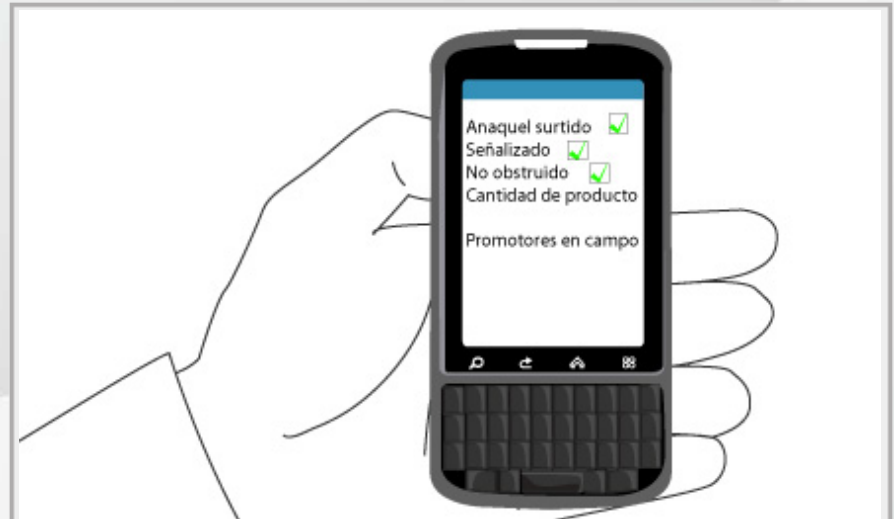 Anaquel surtido
Señalizado
No obstruido
Cantidad de producto
Promotores en campo